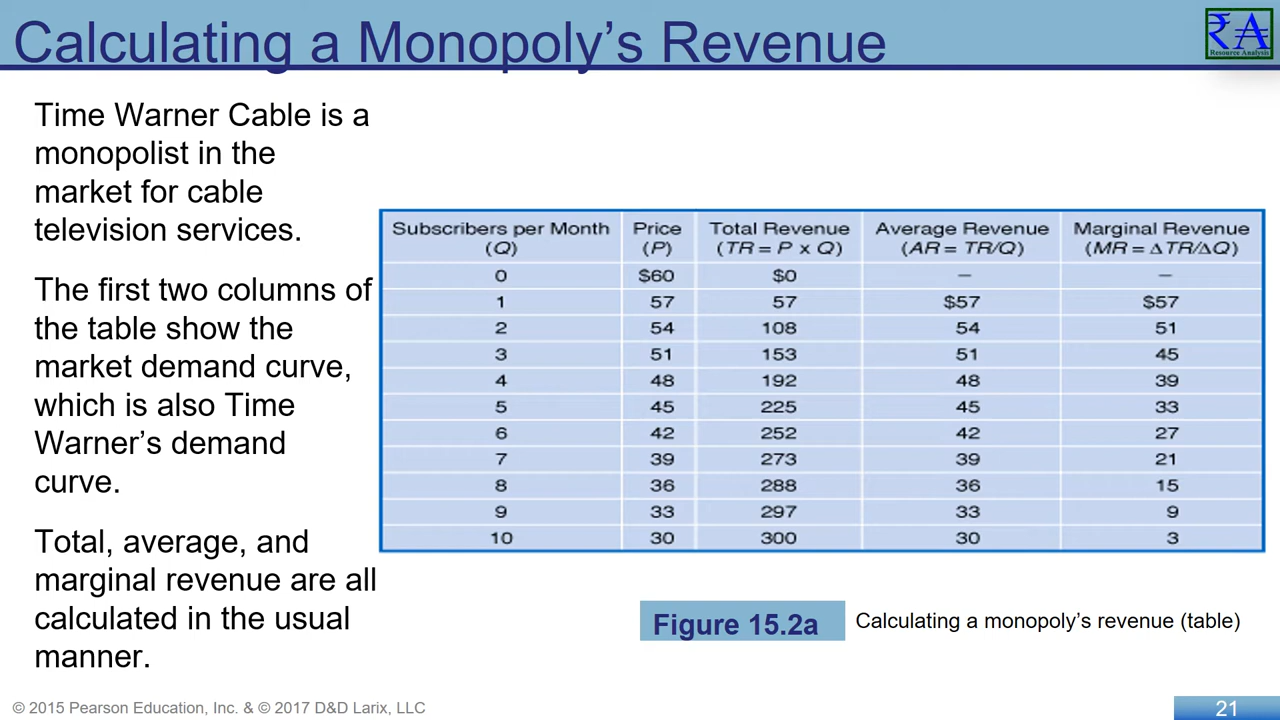 Calculating a Monopoly’s Revenue
₹A
Resource Analysis
Time Warner Cable is a
monopolist in the
market for cable
television services.
The first two columns of
the table show the
market demand curve,
which is also Time
Warner’s demand
curve.
Total, average, and
marginal revenue are all
calculated in the usual
manner.
Subscribers per Month Price Total Revenue Average Revenue Marginal Revenue
(Q) (P) (TR = P x Q) (AR = TR/Q) (MR = ΔTR/ΔQ)
0 $60 $0 – –
1 57 57 $57 $57
2 54 108 54 51
3 51 153 51 45
4 48 192 48 39
5 45 225 45 33
6 42 252 42 27
7 39 273 39 21
8 36 288 36 15
9 33 297 33 9
10 30 300 30 3
Figure 15.2a Calculating a monopoly’s revenue (table)
© 2015 Pearson Education, Inc. & © 2017 D&D Larix, LLC
21